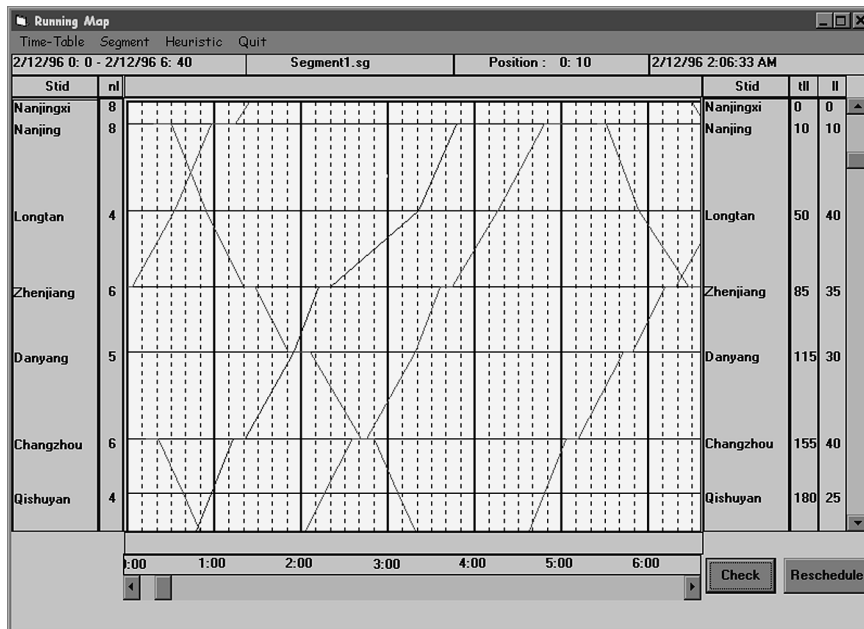 Running Map
Time-Table Segment Heuristic Quit
2/12/96 0: 0 - 2/12/96 6: 40 Segment1.sg Position : 0: 10 2/12/96 2:06:33 AM
Stid nl Stid tll ll
Nanjingxi 8 Nanjingxi 0 0
Nanjing 8 Nanjing 10 10
Longtan 4 Longtan 50 40
Zhenjiang 6 Zhenjiang 85 35
Danyang 5 Danyang 115 30
Changzhou 6 Changzhou 155 40
Qishuyan 4 Qishuyan 180 25
):00 1:00 2:00 3:00 4:00 5:00 6:00
Check Reschedule